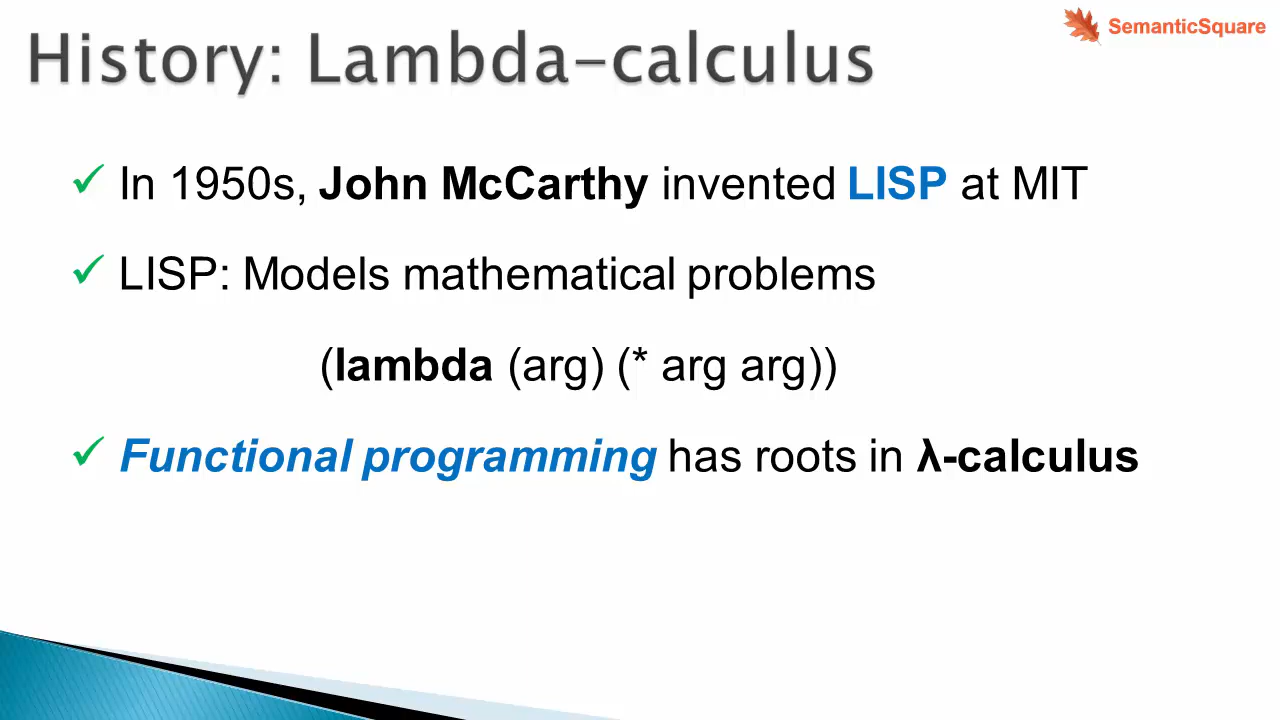 SemanticSquare
History: Lambda-calculus
✓ In 1950s, John McCarthy invented LISP at MIT
✓ LISP: Models mathematical problems
(lambda (arg) (* arg arg))
✓ Functional programming has roots in λ-calculus